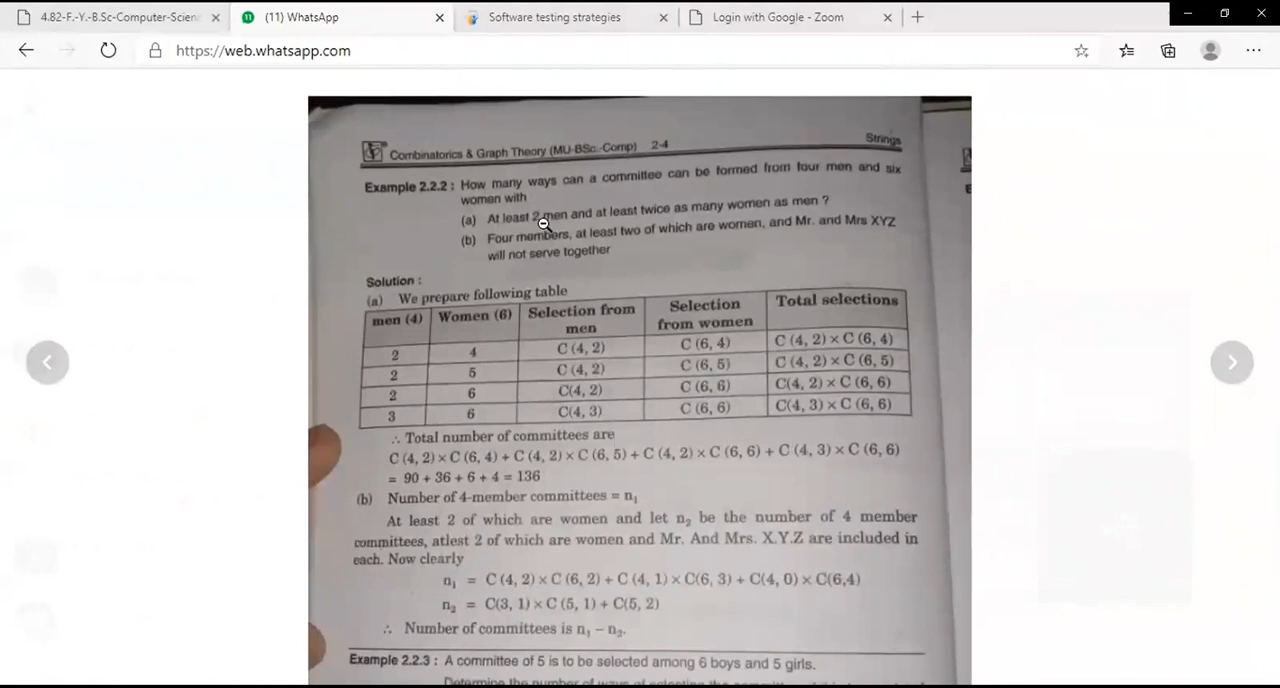 4.82-F.-Y.-B.Sc-Computer-Scien
(11) WhatsApp
Software testing strategies
Login with Google - Zoom
https://web.whatsapp.com
Combinatorics & Graph Theory (MU-BSc.-Comp) 2-4 Strings
Example 2.2.2 : How many ways can a committee can be formed from four men and six
women with
(a) At least 2 men and at least twice as many women as men ?
(b) Four members, at least two of which are women, and Mr. and Mrs XYZ
will not serve together
Solution :
(a) We prepare following table
men (4) Women (6) Selection from men Selection from women Total selections
2 4 C (4, 2) C (6, 4) C (4, 2) × C (6, 4)
2 5 C (4, 2) C (6, 5) C (4, 2) × C (6, 5)
2 6 C(4, 2) C (6, 6) C(4, 2) × C (6, 6)
3 6 C(4, 3) C (6, 6) C(4, 3) × C (6, 6)
∴ Total number of committees are
C (4, 2) × C (6, 4) + C (4, 2) × C (6, 5) + C (4, 2) × C (6, 6) + C (4, 3) × C (6, 6)
= 90 + 36 + 6 + 4 = 136
(b) Number of 4-member committees = n₁
At least 2 of which are women and let n₂ be the number of 4 member
committees, atlest 2 of which are women and Mr. And Mrs. X.Y.Z are included in
each. Now clearly
n₁ = C (4, 2) × C (6, 2) + C (4, 1) × C(6, 3) + C(4, 0) × C(6,4)
n₂ = C(3, 1) × C (5, 1) + C(5, 2)
∴ Number of committees is n₁ – n₂.
Example 2.2.3 : A committee of 5 is to be selected among 6 boys and 5 girls.